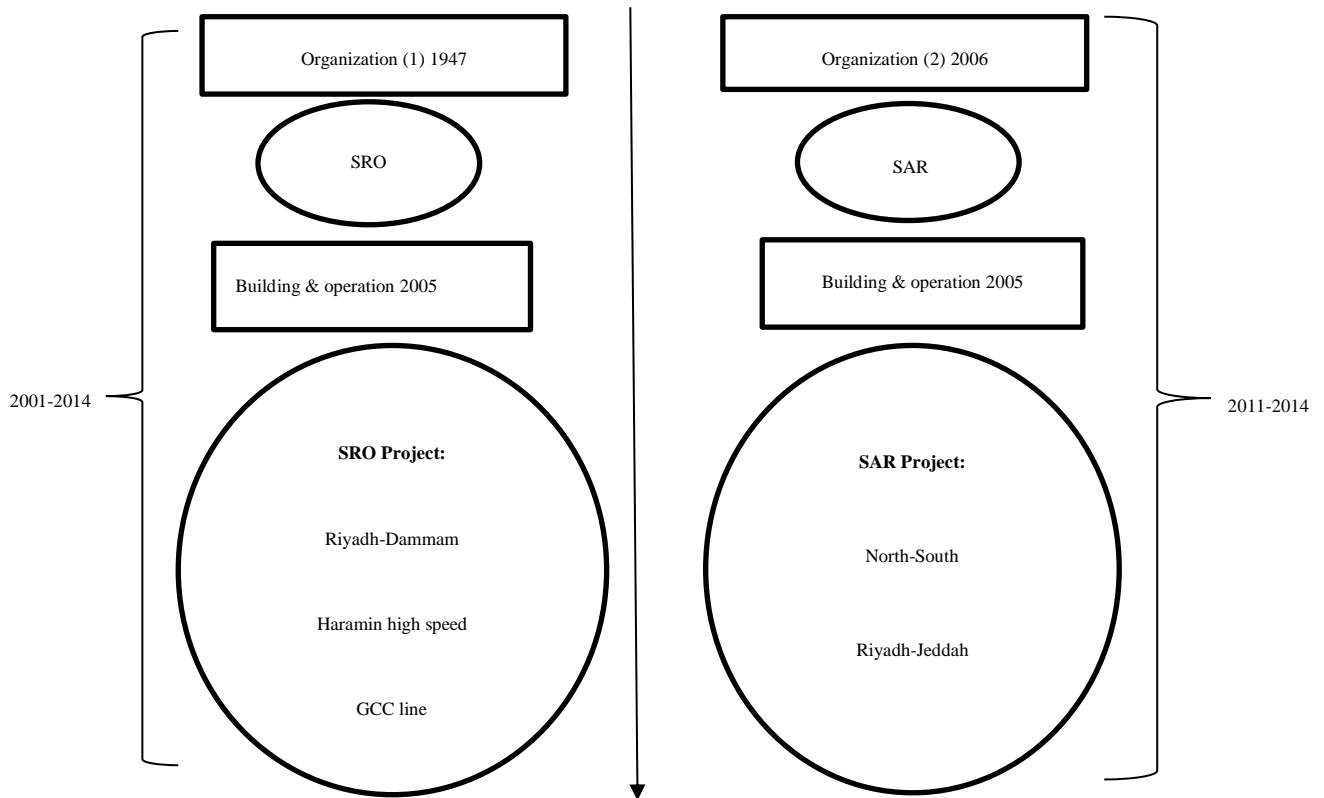 Organization (1) 1947
SRO
Building & operation 2005
SRO Project:
Riyadh-Dammam
Haramin high speed
GCC line
2001-2014
Organization (2) 2006
SAR
Building & operation 2005
SAR Project:
North-South
Riyadh-Jeddah
2011-2014